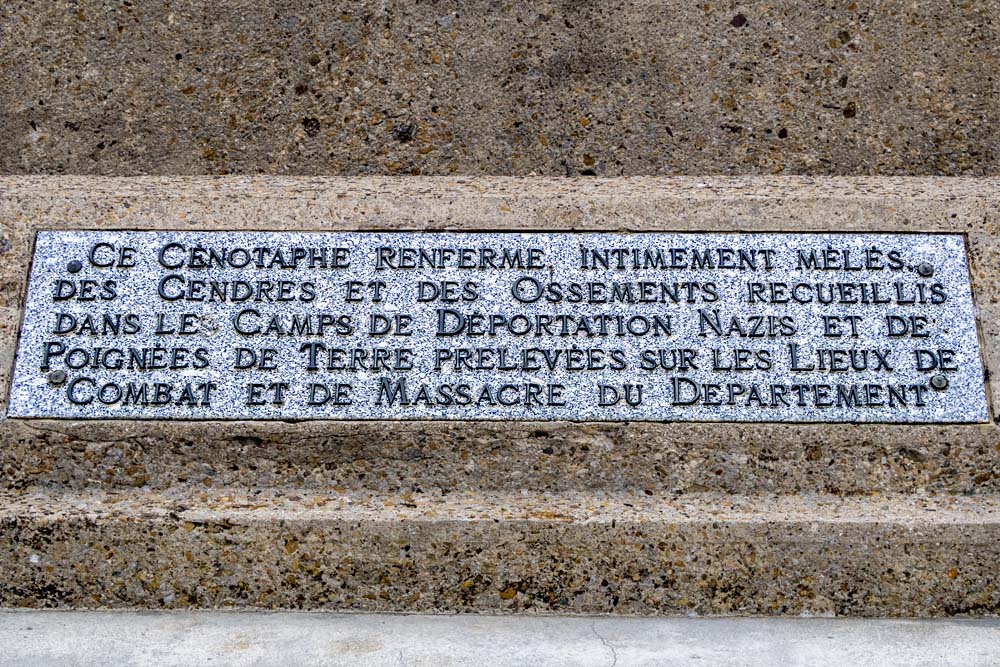 Ce Cénotaphe renferme, intimement mêlés..
des Cendres et des Ossements recueillis
dans le Camps de Déportation Nazis et de
Poignées de Terre prélevées sur les Lieux de
Combat et de Massacre du Département